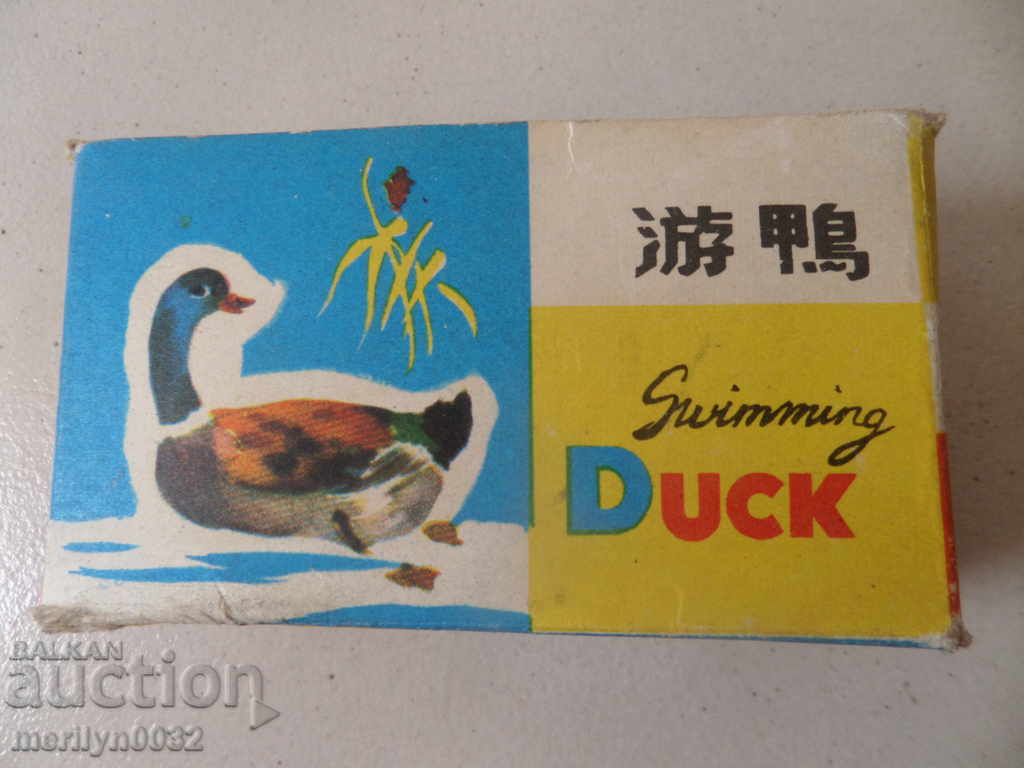 游鴨
Swimming
DUCK
BALKAN
auction
merilyn0032